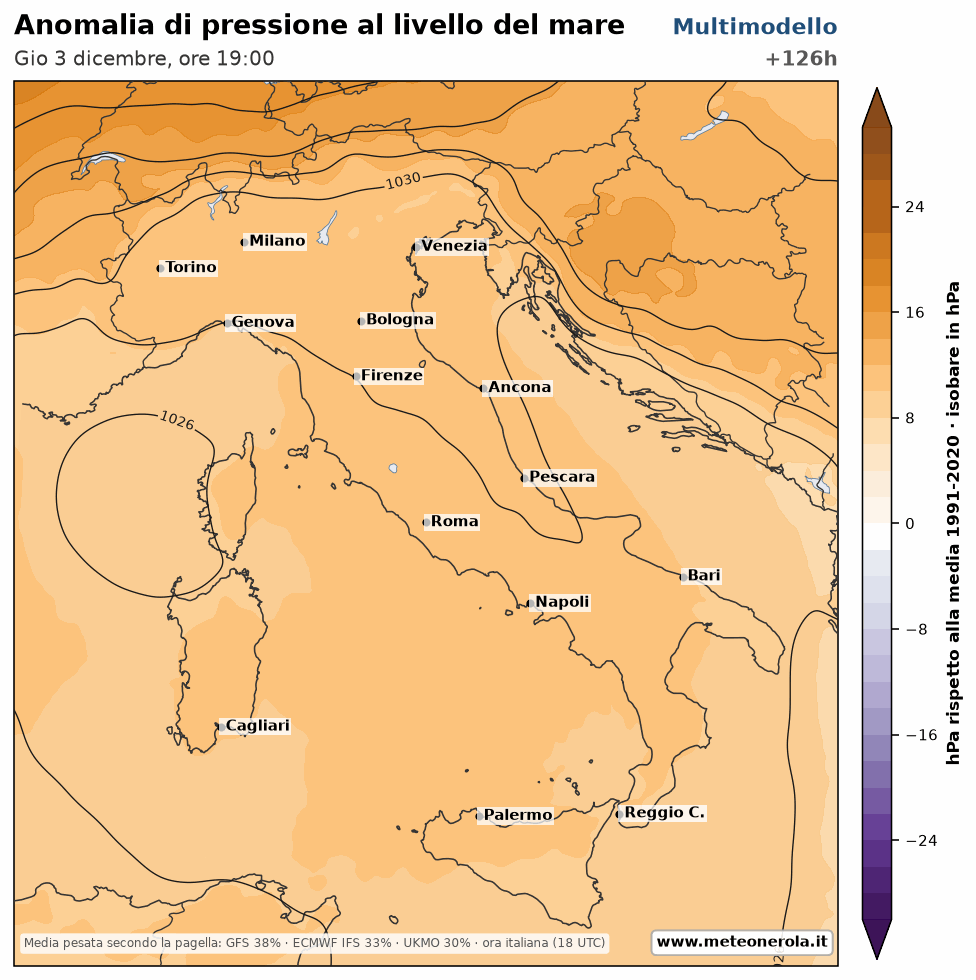 Anomalia di pressione al livello del mare
Multimodello
Gio 3 dicembre, ore 19:00
+126h
1030
Milano
Venezia
Torino
Genova
Bologna
Firenze
Ancona
1026
Pescara
Roma
Bari
Napoli
Cagliari
Palermo
Reggio C.
24
16
8
0
−8
−16
−24
hPa rispetto alla media 1991-2020 · isobare in hPa
Media pesata secondo la pagella: GFS 38% · ECMWF IFS 33% · UKMO 30% · ora italiana (18 UTC)
www.meteonerola.it